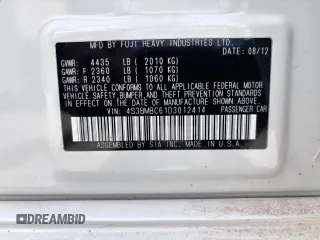 MFD BY FUJI HEAVY INDUSTRIES LTD.
DATE: 08/12
GVWR: 4435 LB ( 2010 KG)
GAWR: F 2360 LB ( 1070 KG)
GAWR: R 2340 LB ( 1060 KG)
THIS VEHICLE CONFORMS TO ALL APPLICABLE FEDERAL MOTOR
VEHICLE SAFETY, BUMPER, AND THEFT PREVENTION STANDARDS
IN EFFECT ON THE DATE OF MANUFACTURE SHOWN ABOVE.
VIN: 4S3BMBC61D3012414 PASSENGER CAR
ASSEMBLED BY SIA, INC. MADE IN U.S.A.
DREAMBID